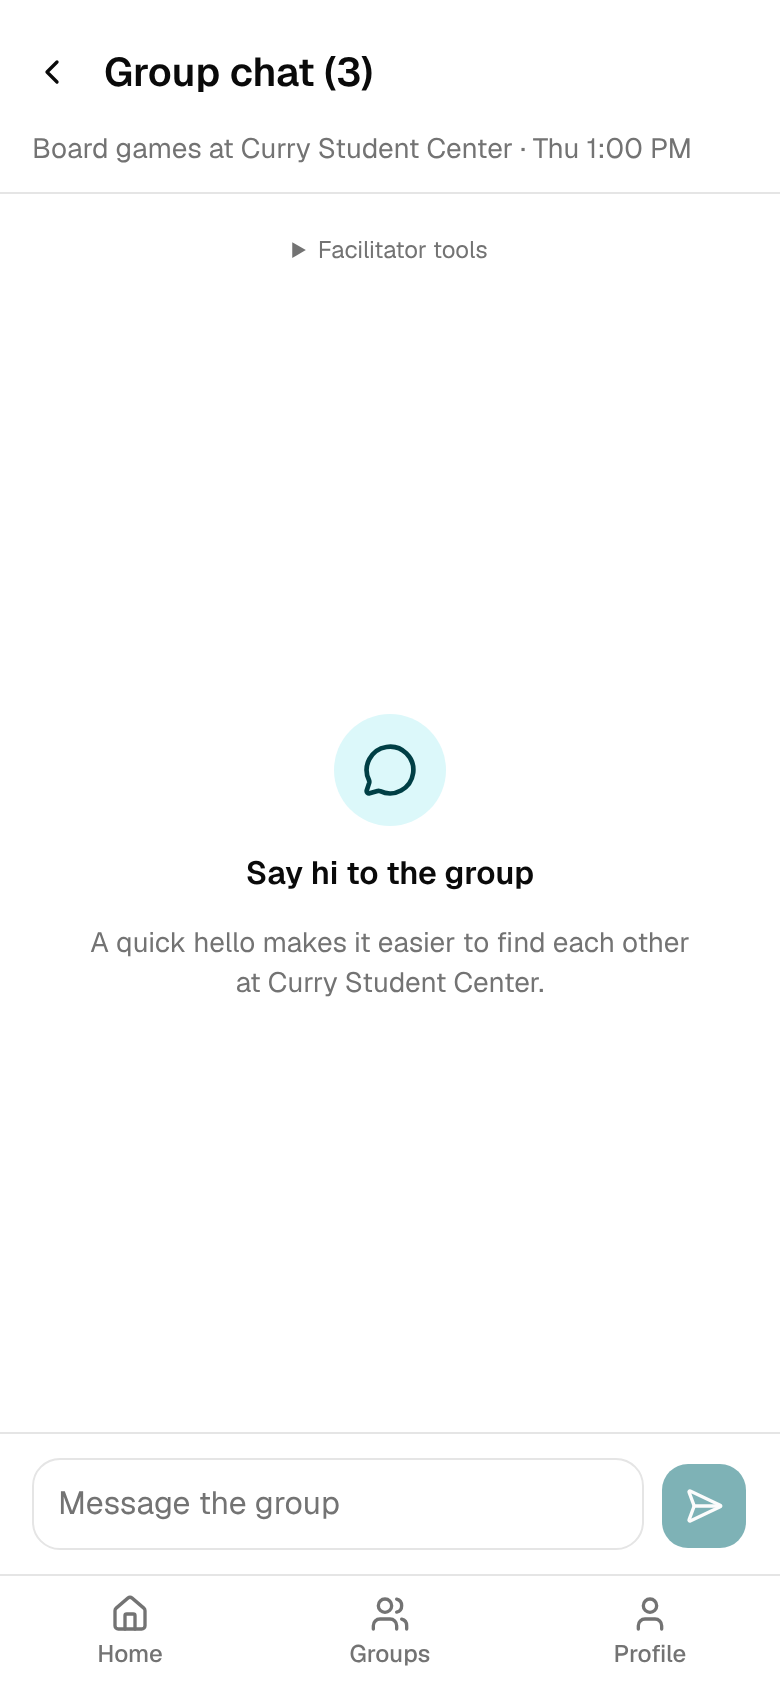 Group chat (3)
Board games at Curry Student Center · Thu 1:00 PM
Facilitator tools
Say hi to the group
A quick hello makes it easier to find each other
at Curry Student Center.
Message the group
Home
Groups
Profile